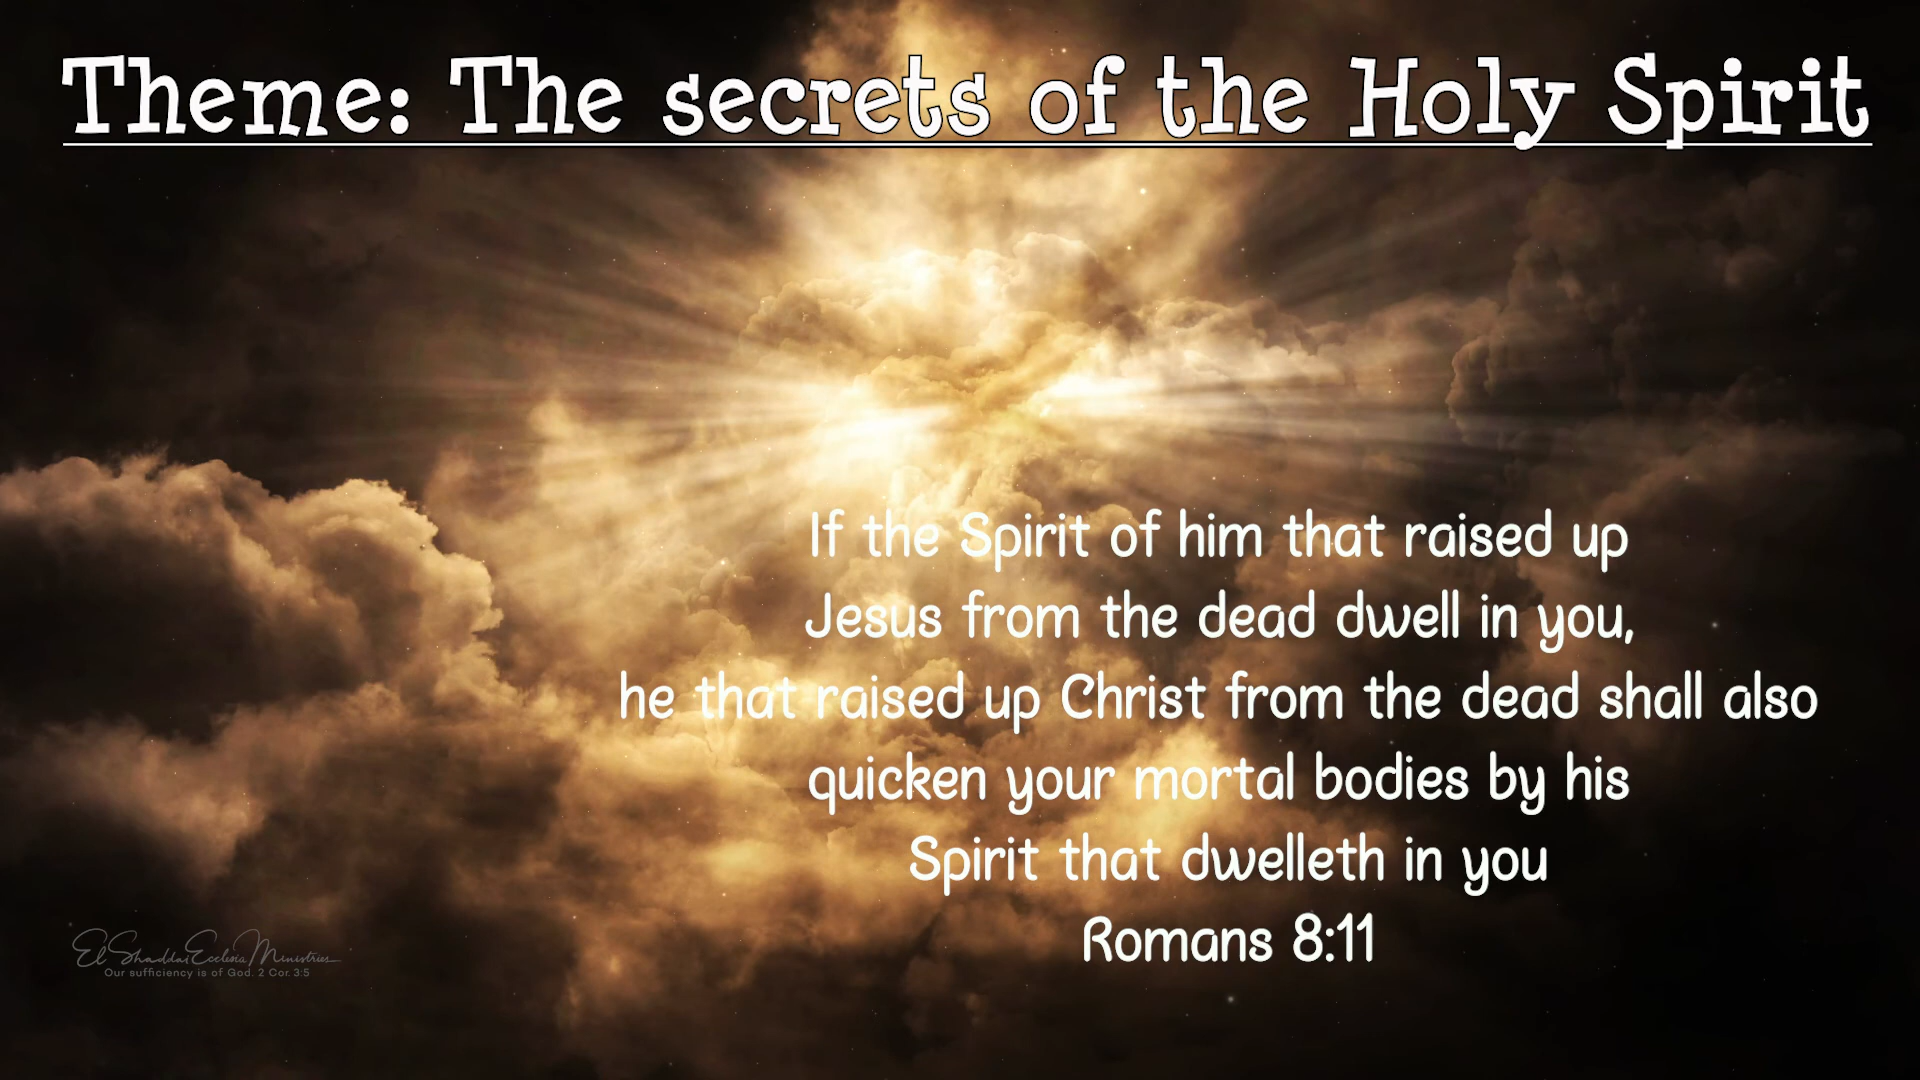 Theme: The secrets of the Holy Spirit
If the Spirit of him that raised up
Jesus from the dead dwell in you,
he that raised up Christ from the dead shall also
quicken your mortal bodies by his
Spirit that dwelleth in you
Romans 8:11
El Shaddai Ecclesia Ministries
Our sufficiency is of God. 2 Cor. 3:5